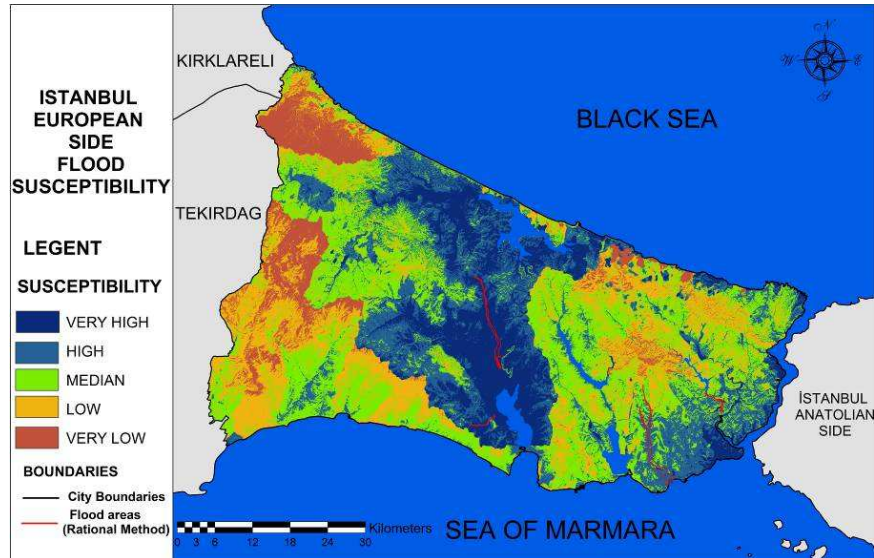 ISTANBUL
EUROPEAN
SIDE
FLOOD
SUSCEPTIBILITY
LEGENT
SUSCEPTIBILITY
VERY HIGH
HIGH
MEDIAN
LOW
VERY LOW
BOUNDARIES
City Boundaries
Flood areas
(Rational Method)
KIRKLARELI
TEKIRDAG
BLACK SEA
N
W
E
S
İSTANBUL
ANATOLIAN
SIDE
SEA OF MARMARA
Kilometers
0 3 6 12 18 24 30